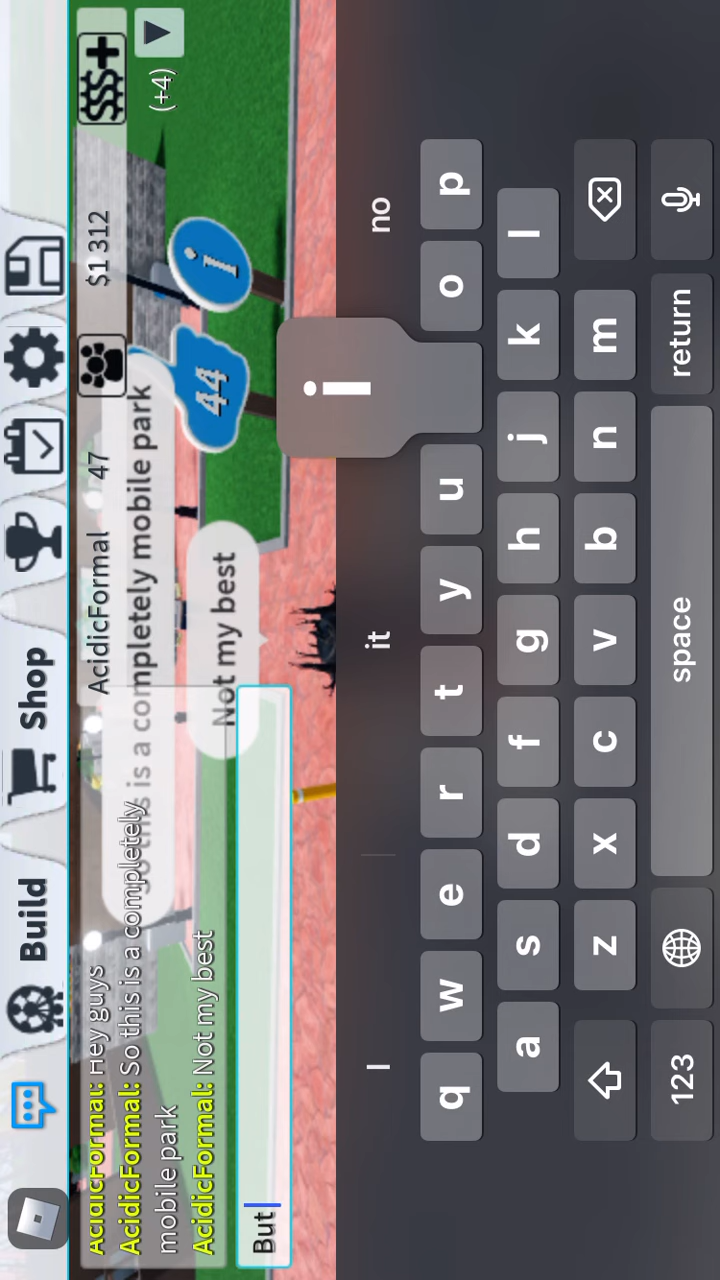 Build
Shop
AcidicFormal
47
$1 312
(+4)
AcidicFormal: Hey guys
AcidicFormal: So this is a completely
mobile park
AcidicFormal: Not my best
So this is a completely mobile park
Not my best
44
i
But
I
it
no
q w e r t y u i o p
a s d f g h j k l
z x c v b n m
123
space
return